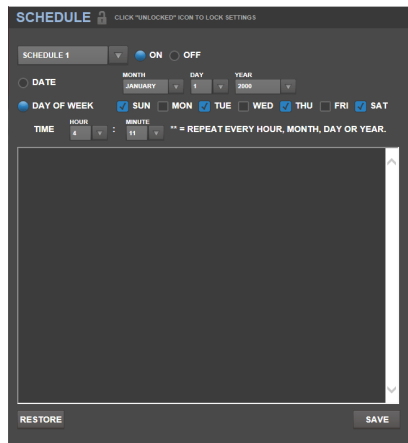 SCHEDULE CLICK "UNLOCKED" ICON TO LOCK SETTINGS
SCHEDULE 1 ON OFF
MONTH DAY YEAR
DATE JANUARY 1 2000
DAY OF WEEK SUN MON TUE WED THU FRI SAT
HOUR MINUTE
TIME 4 : 11 ** = REPEAT EVERY HOUR, MONTH, DAY OR YEAR.
RESTORE SAVE